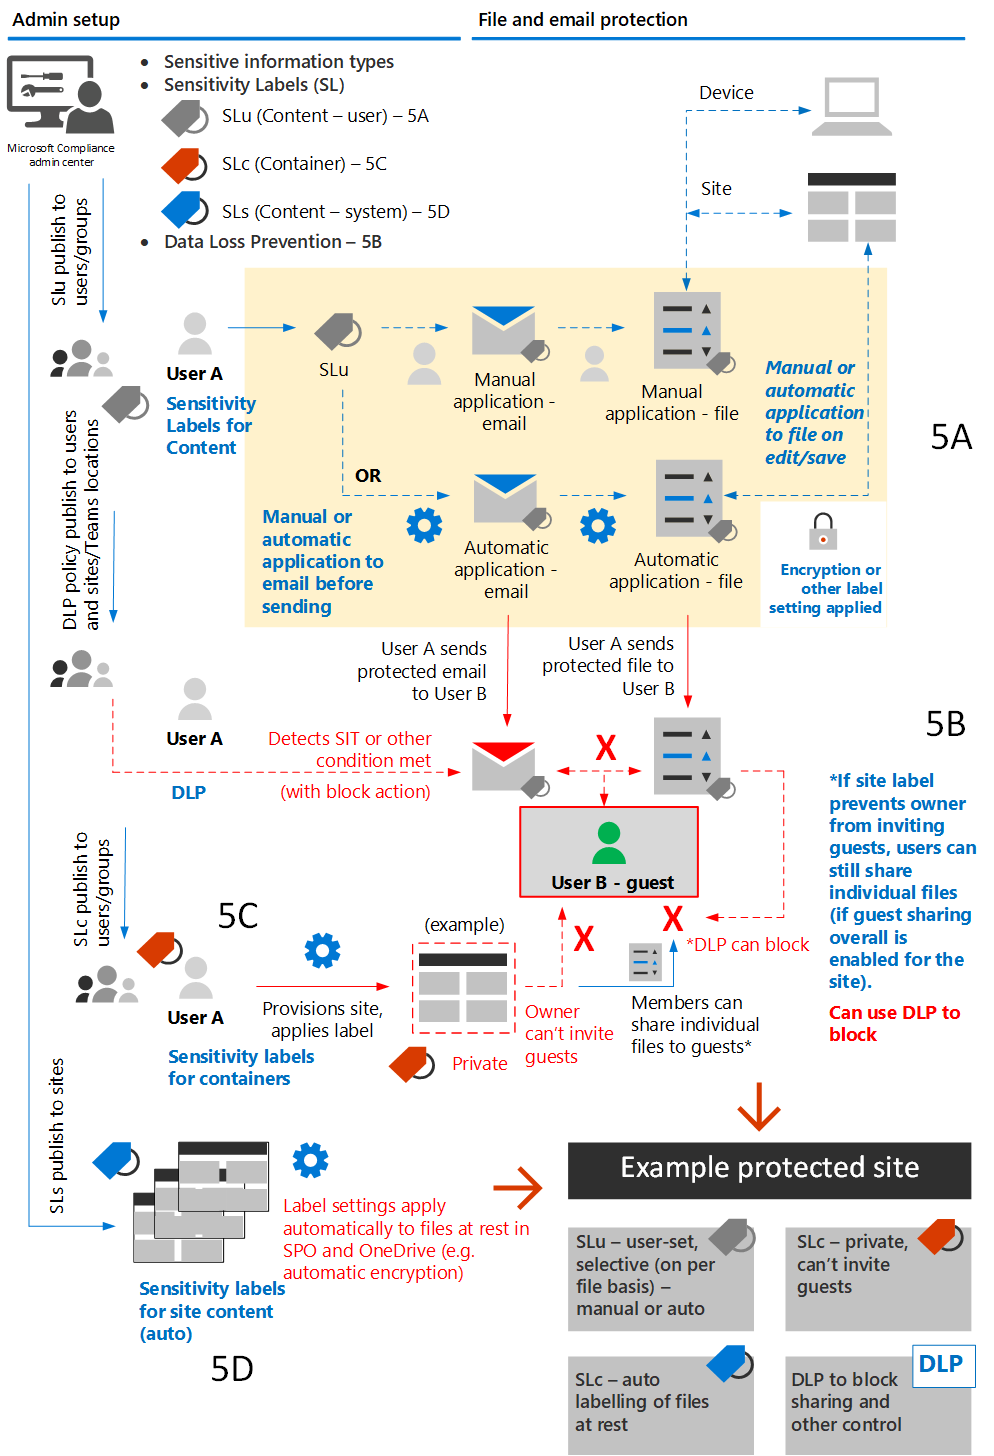 Admin setup
File and email protection
Microsoft Compliance
admin center
• Sensitive information types
• Sensitivity Labels (SL)
SLu (Content – user) – 5A
SLc (Container) – 5C
SLs (Content – system) – 5D
• Data Loss Prevention – 5B
Device
Site
Slu publish to
users/groups
User A
Sensitivity
Labels for
Content
SLu
Manual
application -
email
Manual
application - file
Manual or
automatic
application
to file on
edit/save
5A
OR
Manual or
automatic
application to
email before
sending
Automatic
application -
email
Automatic
application - file
Encryption or
other label
setting applied
DLP policy publish to users
and sites/Teams locations
User A sends
protected email
to User B
User A sends
protected file to
User B
5B
User A
DLP
Detects SIT or other
condition met
(with block action)
X
User B - guest
*If site label
prevents owner
from inviting
guests, users can
still share
individual files
(if guest sharing
overall is
enabled for the
site).
Can use DLP to
block
SLc publish to
users/groups
5C
User A
Sensitivity labels
for containers
Provisions site,
applies label
(example)
Private
X
Owner
can't invite
guests
X
*DLP can block
Members can
share individual
files to guests*
SLs publish to sites
Sensitivity labels
for site content
(auto)
5D
Label settings apply
automatically to files at rest in
SPO and OneDrive (e.g.
automatic encryption)
Example protected site
SLu – user-set,
selective (on per
file basis) –
manual or auto
SLc – private,
can't invite
guests
SLc – auto
labelling of files
at rest
DLP
DLP to block
sharing and
other control